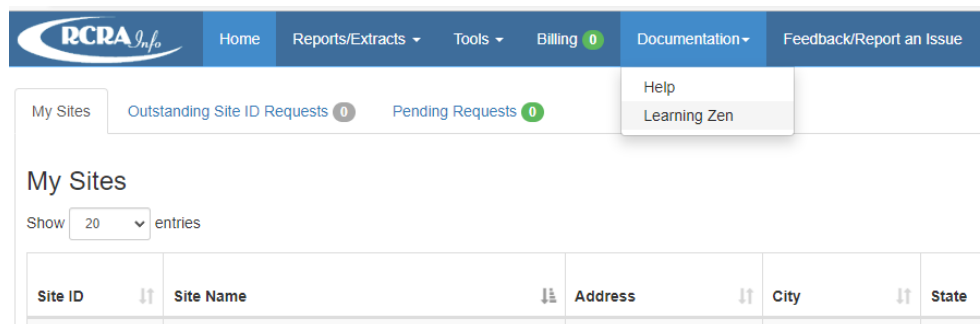 RCRAInfo Home Reports/Extracts Tools Billing 0 Documentation Feedback/Report an Issue
Help
Learning Zen
My Sites Outstanding Site ID Requests 0 Pending Requests 0
My Sites
Show 20 entries
Site ID Site Name Address City State